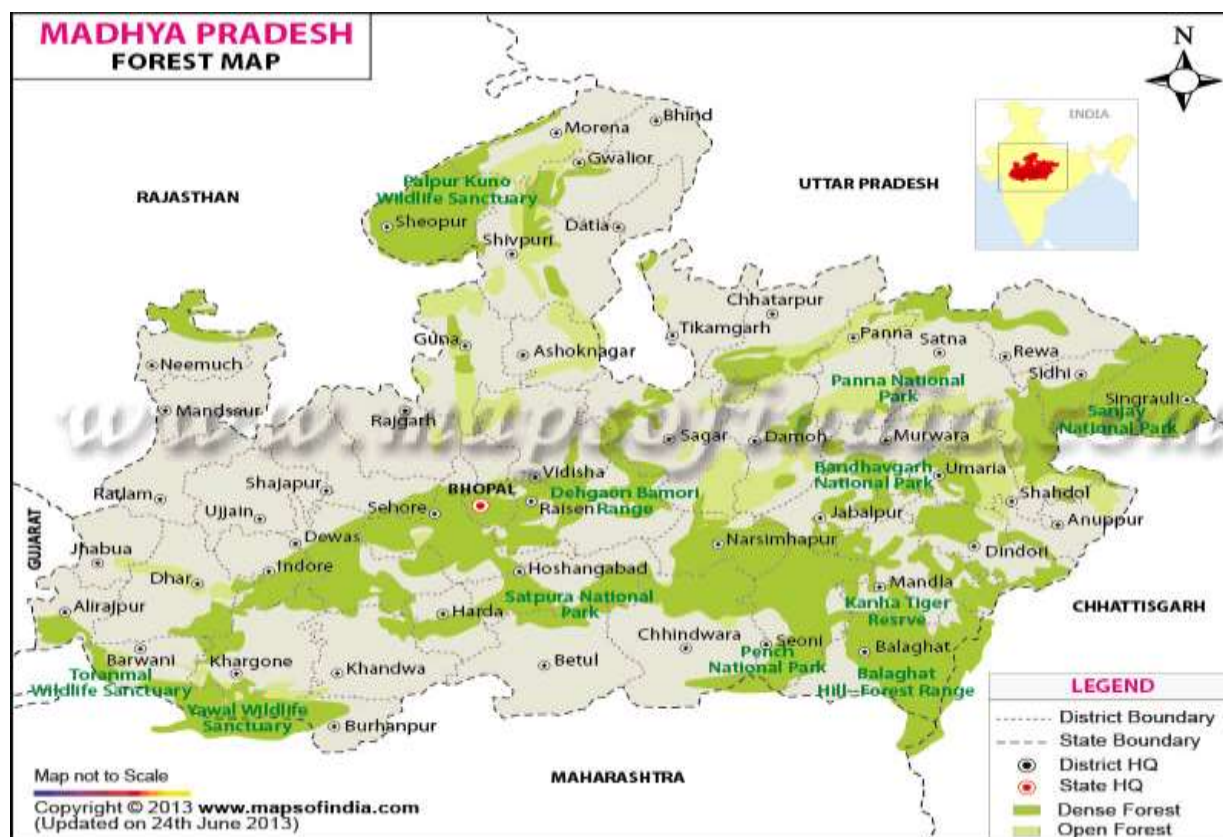 MADHYA PRADESH
FOREST MAP
N
INDIA
RAJASTHAN
UTTAR PRADESH
GUJARAT
CHHATTISGARH
MAHARASHTRA
Morena
Bhind
Gwalior
Palpur Kuno
Wildlife Sanctuary
Sheopur
Shivpuri
Datia
Chhatarpur
Tikamgarh
Panna
Satna
Rewa
Sidhi
Singrauli
Sanjay
National Park
Guna
Ashoknagar
Neemuch
Mandsaur
Rajgarh
Panna National
Park
Sagar
Damoh
Murwara
www.mapsofindia.com
Vidisha
Bandhavgarh
National Park
Umaria
Ratlam
Shajapur
BHOPAL
Dehgaon Bamori
Range
Raisen
Shahdol
Ujjain
Sehore
Jabalpur
Anuppur
Dewas
Narsimhapur
Dindori
Jhabua
Indore
Hoshangabad
Dhar
Mandla
Alirajpur
Satpura National
Park
Harda
Kanha Tiger
Resrve
Chhindwara
Seoni
Pench
National Park
Balaghat
Barwani
Khargone
Khandwa
Betul
Toranmal
Wildlife Sanctuary
Balaghat
Hill-Forest Range
Yawal Wildlife
Sanctuary
Burhanpur
LEGEND
District Boundary
State Boundary
District HQ
State HQ
Dense Forest
Open Forest
Map not to Scale
Copyright © 2013 www.mapsofindia.com
(Updated on 24th June 2013)